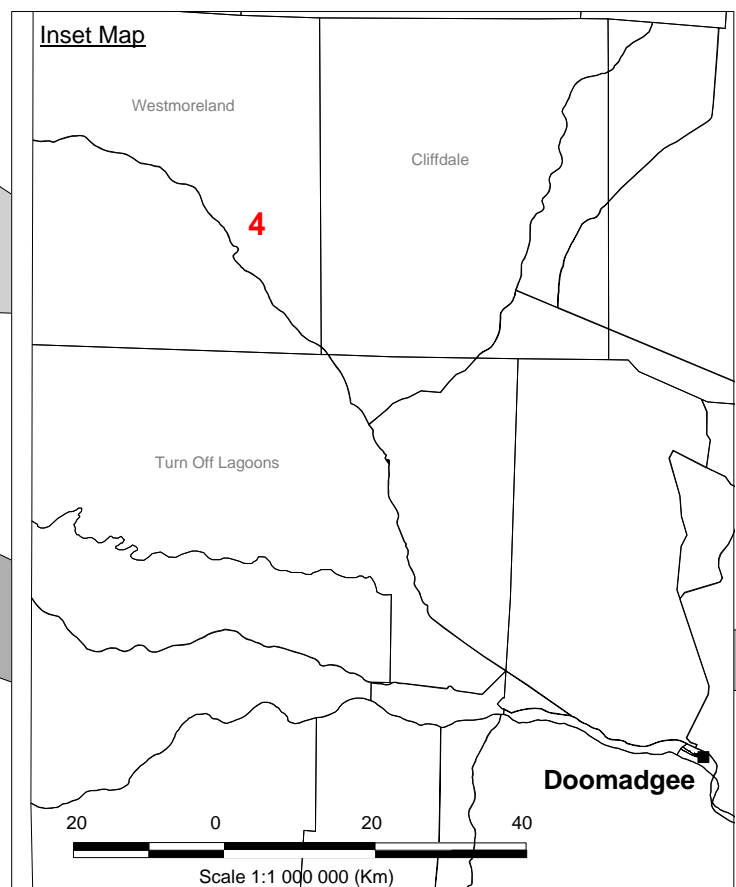 Inset Map
Westmoreland
Cliffdale
4
Turn Off Lagoons
Doomadgee
20 0 20 40
Scale 1:1 000 000 (Km)